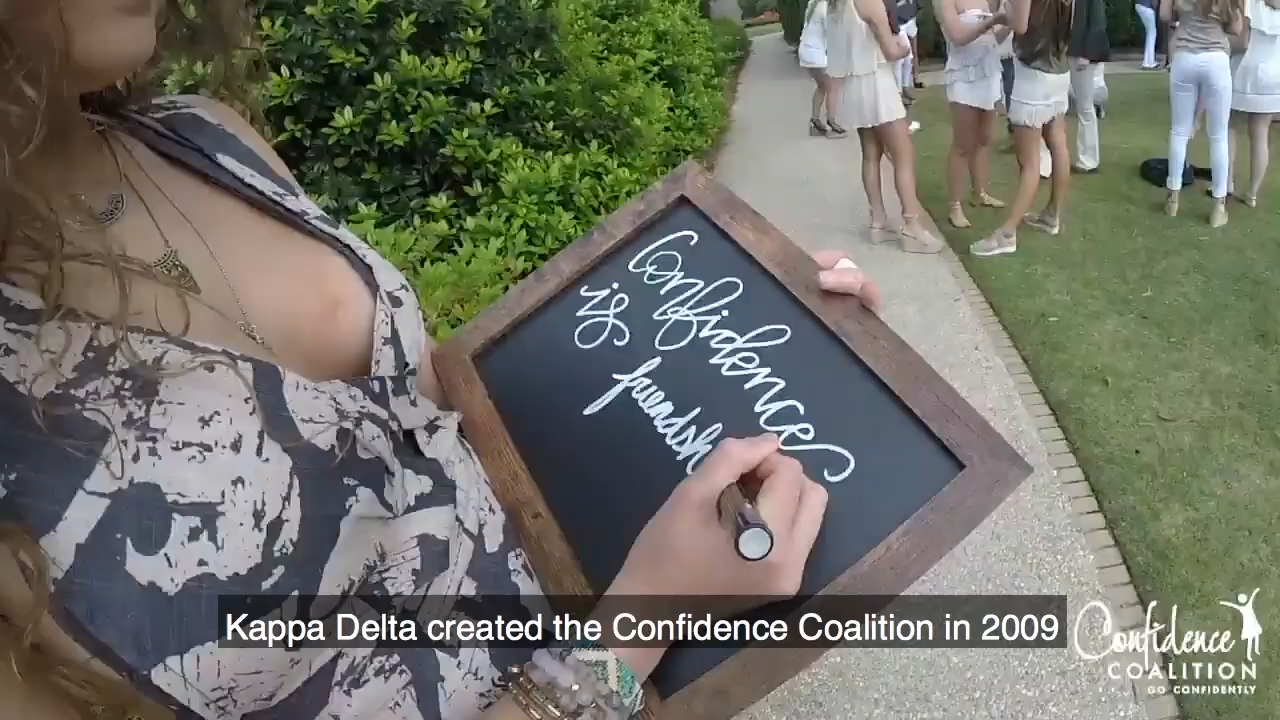 Confidence
is
friendsh
Kappa Delta created the Confidence Coalition in 2009
Confidence
COALITION
GO CONFIDENTLY